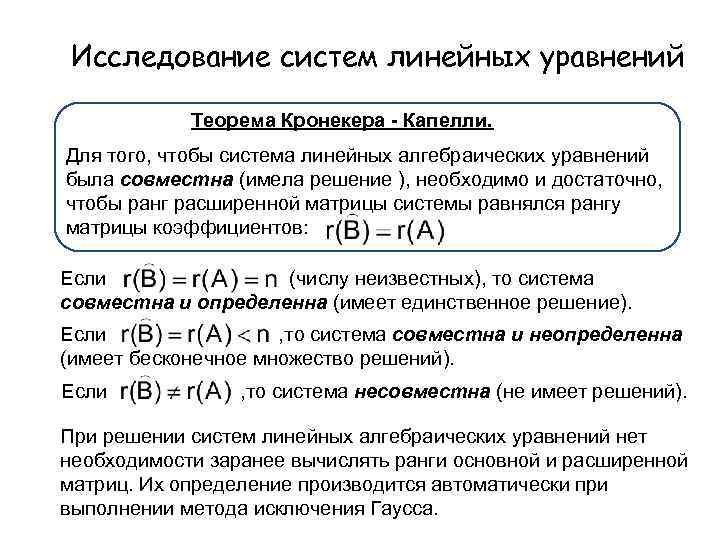 Исследование систем линейных уравнений
Теорема Кронекера - Капелли.
Для того, чтобы система линейных алгебраических уравнений
была совместна (имела решение ), необходимо и достаточно,
чтобы ранг расширенной матрицы системы равнялся рангу
матрицы коэффициентов: r(B̑) = r(A)
Если r(B̑) = r(A) = n (числу неизвестных), то система
совместна и определенна (имеет единственное решение).
Если r(B̑) = r(A) < n ,то система совместна и неопределенна
(имеет бесконечное множество решений).
Если r(B̑) ≠ r(A) ,то система несовместна (не имеет решений).
При решении систем линейных алгебраических уравнений нет
необходимости заранее вычислять ранги основной и расширенной
матриц. Их определение производится автоматически при
выполнении метода исключения Гаусса.